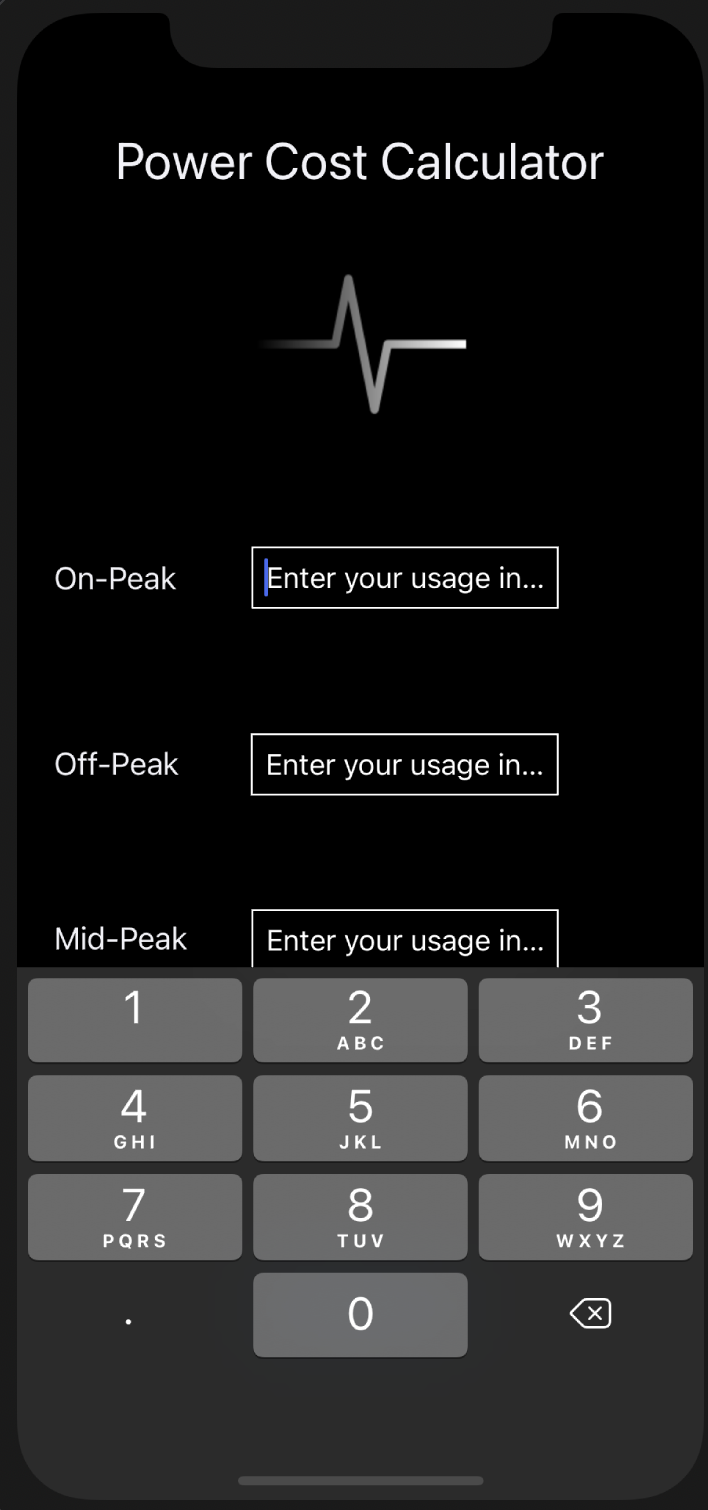 Power Cost Calculator
On-Peak Enter your usage in...
Off-Peak Enter your usage in...
Mid-Peak Enter your usage in...
1 2 3
ABC DEF
4 5 6
GHI JKL MNO
7 8 9
PQRS TUV WXYZ
. 0